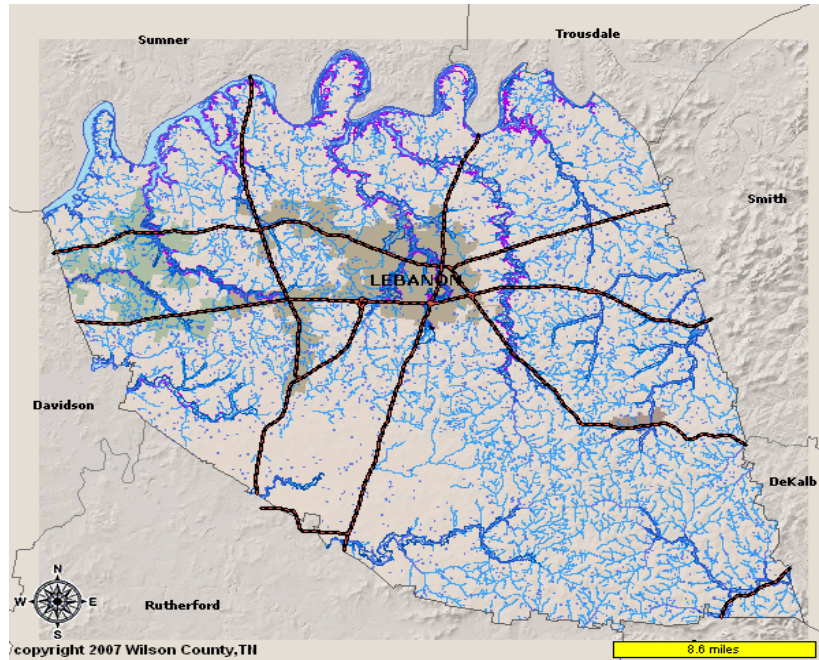 Sumner
Trousdale
Smith
LEBANON
Davidson
DeKalb
N
W
E
S
Rutherford
copyright 2007 Wilson County,TN
8.6 miles